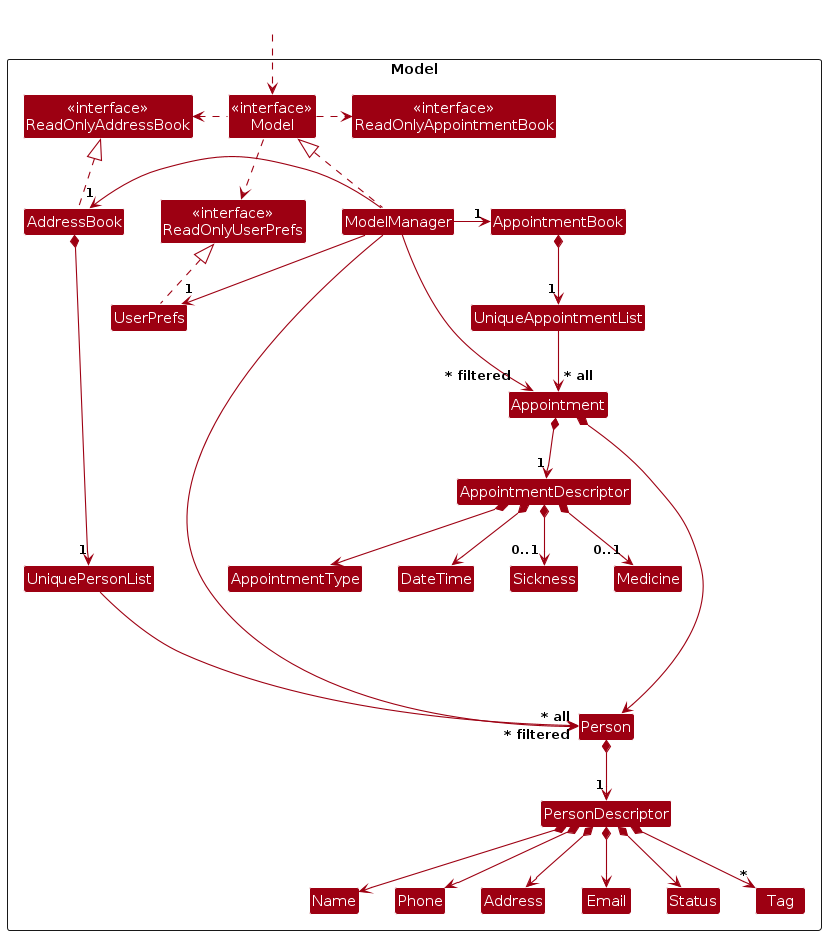 Model
«interface»
ReadOnlyAddressBook
«interface»
Model
«interface»
ReadOnlyAppointmentBook
1
AddressBook
«interface»
ReadOnlyUserPrefs
ModelManager
1
AppointmentBook
1
UserPrefs
1
UniqueAppointmentList
* filtered
* all
Appointment
1
AppointmentDescriptor
1
UniquePersonList
AppointmentType
DateTime
0..1
Sickness
0..1
Medicine
* all
* filtered
Person
1
PersonDescriptor
*
Name
Phone
Address
Email
Status
Tag